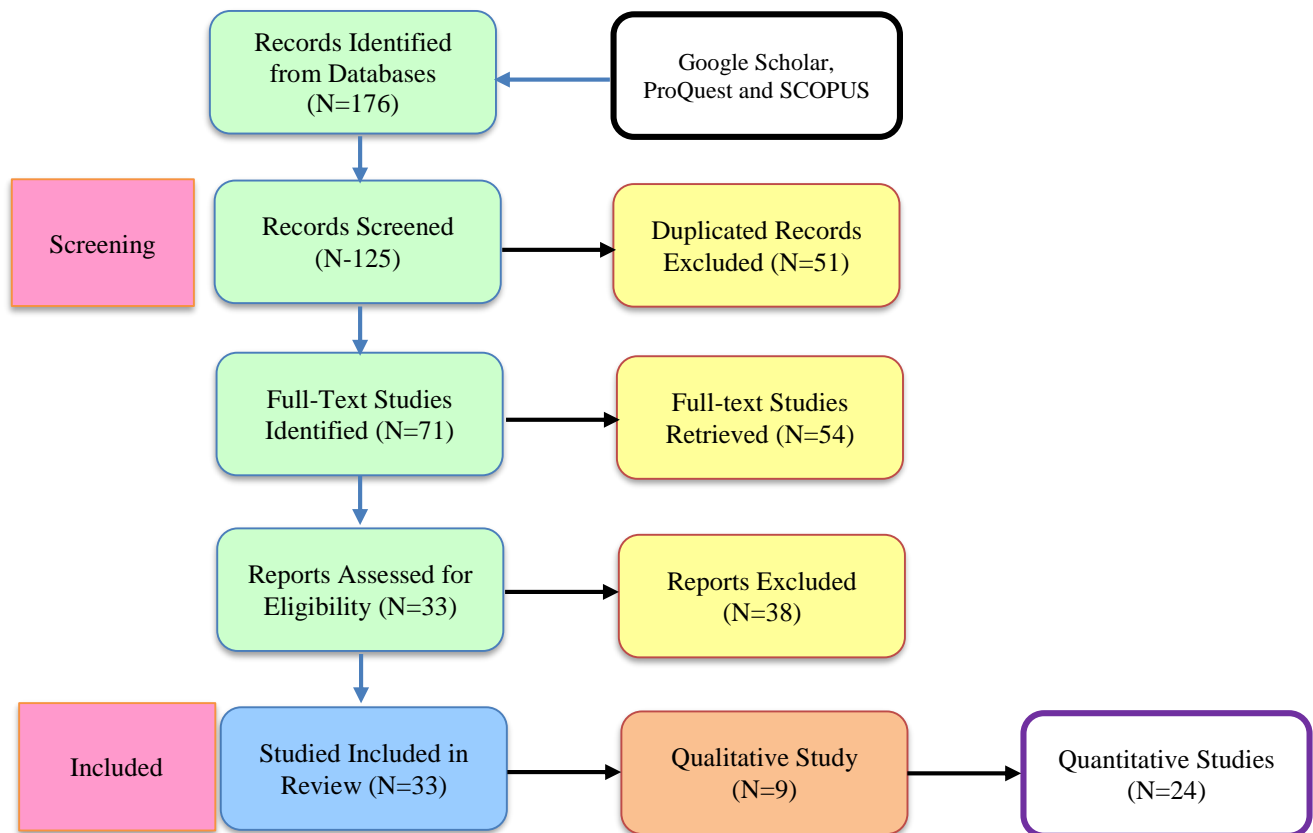 Records Identified
from Databases
(N=176)
Google Scholar,
ProQuest and SCOPUS
Screening
Records Screened
(N-125)
Duplicated Records
Excluded (N=51)
Full-Text Studies
Identified (N=71)
Full-text Studies
Retrieved (N=54)
Reports Assessed for
Eligibility (N=33)
Reports Excluded
(N=38)
Included
Studied Included in
Review (N=33)
Qualitative Study
(N=9)
Quantitative Studies
(N=24)